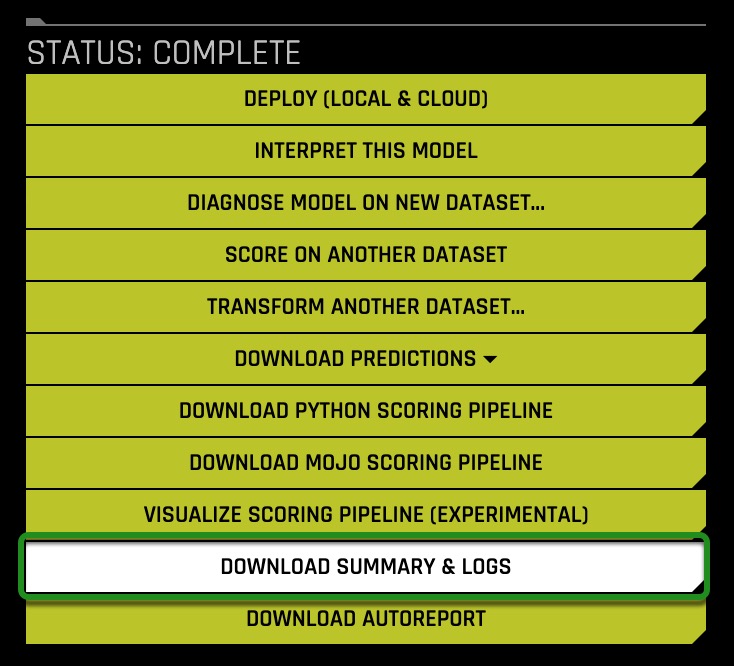 STATUS: COMPLETE
DEPLOY (LOCAL & CLOUD)
INTERPRET THIS MODEL
DIAGNOSE MODEL ON NEW DATASET...
SCORE ON ANOTHER DATASET
TRANSFORM ANOTHER DATASET...
DOWNLOAD PREDICTIONS
DOWNLOAD PYTHON SCORING PIPELINE
DOWNLOAD MOJO SCORING PIPELINE
VISUALIZE SCORING PIPELINE (EXPERIMENTAL)
DOWNLOAD SUMMARY & LOGS
DOWNLOAD AUTOREPORT